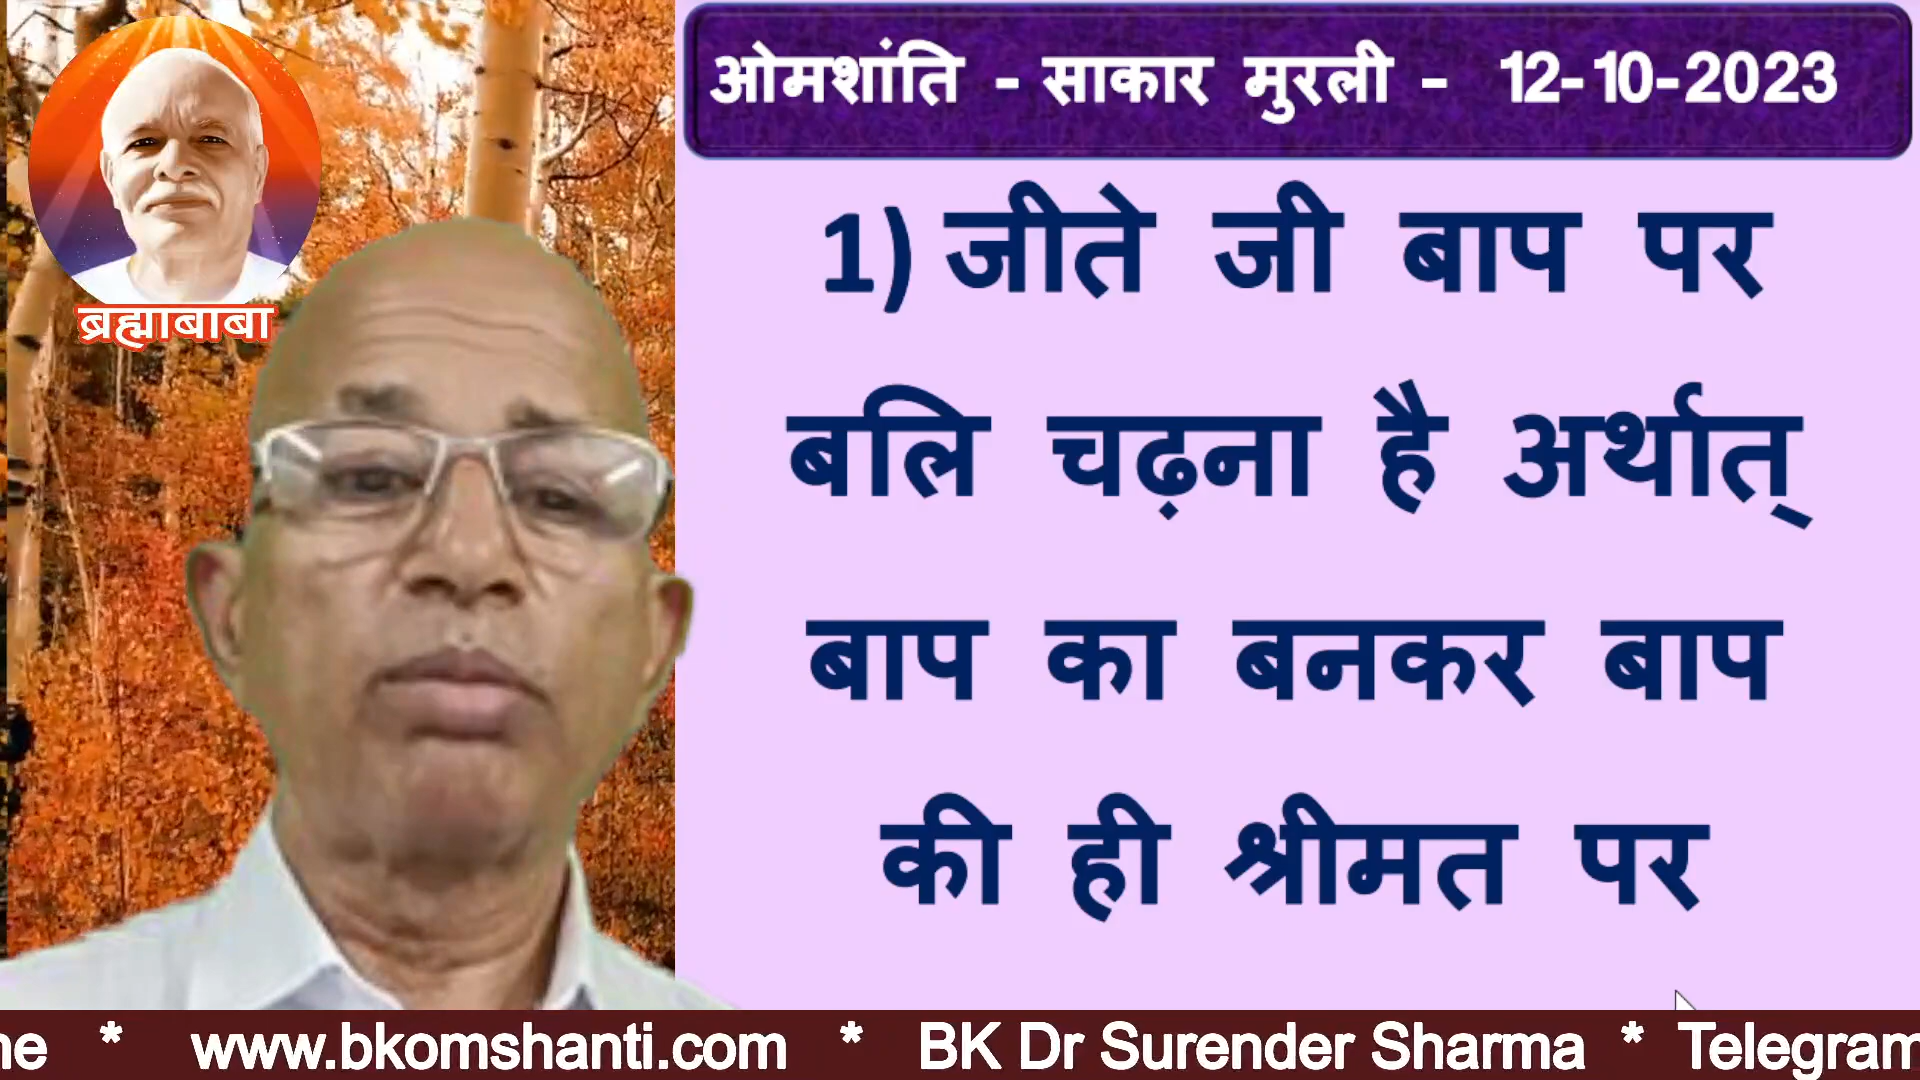 ब्रह्माबाबा
ओमशांति - साकार मुरली - 12-10-2023
1) जीते जी बाप पर
बलि चढ़ना है अर्थात्
बाप का बनकर बाप
की ही श्रीमत पर
* www.bkomshanti.com * BK Dr Surender Sharma * Telegram